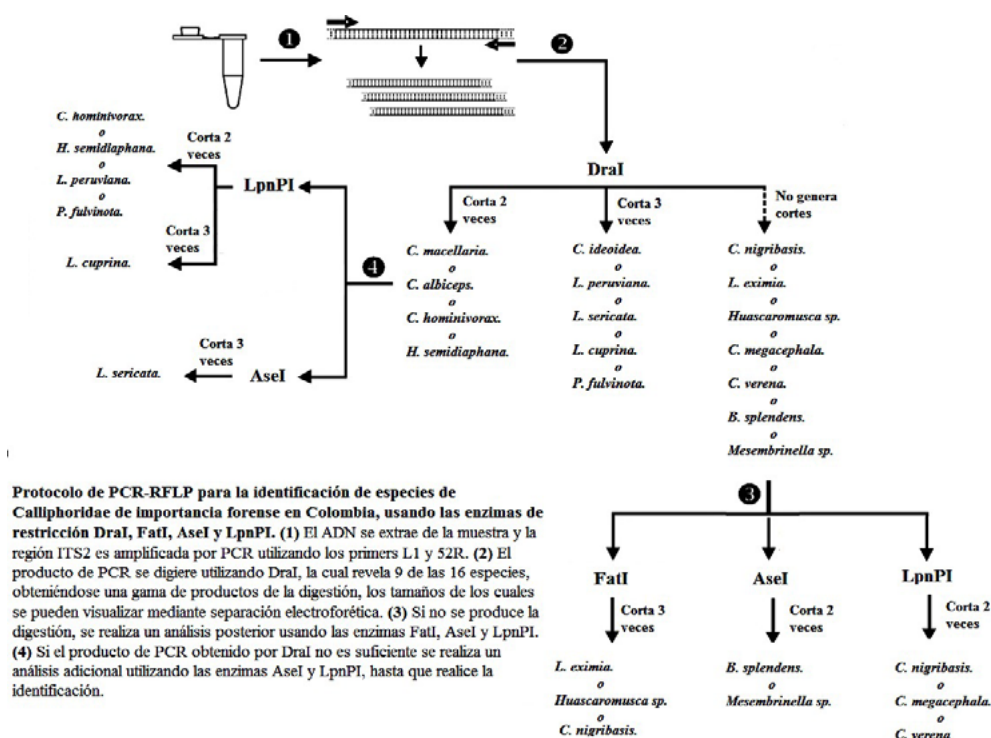 1
2
C. hominivorax.
o
H. semidiaphana.
o
L. peruviana.
o
P. fulvinota.
Corta 2
veces
LpnPI
Corta 3
veces
L. cuprina.
L. sericata.
Corta 3
veces
AseI
4
DraI
Corta 2
veces
C. macellaria.
o
C. albiceps.
o
C. hominivorax.
o
H. semidiaphana.
Corta 3
veces
C. ideoidea.
o
L. peruviana.
o
L. sericata.
o
L. cuprina.
o
P. fulvinota.
No genera
cortes
C. nigribasis.
o
L. eximia.
o
Huascaromusca sp.
o
C. megacephala.
o
C. verena.
o
B. splendens.
o
Mesembrinella sp.
3
FatI
Corta 3
veces
L. eximia.
o
Huascaromusca sp.
o
C. nigribasis.
AseI
Corta 2
veces
B. splendens.
o
Mesembrinella sp.
LpnPI
Corta 2
veces
C. nigribasis.
o
C. megacephala.
o
C. verena
Protocolo de PCR-RFLP para la identificación de especies de
Calliphoridae de importancia forense en Colombia, usando las enzimas de
restricción DraI, FatI, AseI y LpnPI. (1) El ADN se extrae de la muestra y la
región ITS2 es amplificada por PCR utilizando los primers L1 y 52R. (2) El
producto de PCR se digiere utilizando DraI, la cual revela 9 de las 16 especies,
obteniéndose una gama de productos de la digestión, los tamaños de los cuales
se pueden visualizar mediante separación electroforética. (3) Si no se produce la
digestión, se realiza un análisis posterior usando las enzimas FatI, AseI y LpnPI.
(4) Si el producto de PCR obtenido por DraI no es suficiente se realiza un
análisis adicional utilizando las enzimas AseI y LpnPI, hasta que realice la
identificación.